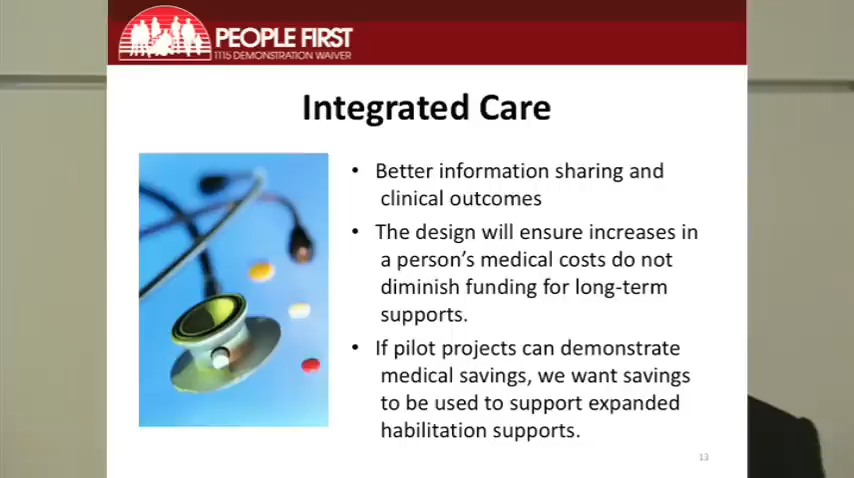 PEOPLE FIRST
1115 DEMONSTRATION WAIVER
Integrated Care
• Better information sharing and
clinical outcomes
• The design will ensure increases in
a person's medical costs do not
diminish funding for long-term
supports.
• If pilot projects can demonstrate
medical savings, we want savings
to be used to support expanded
habilitation supports.
13